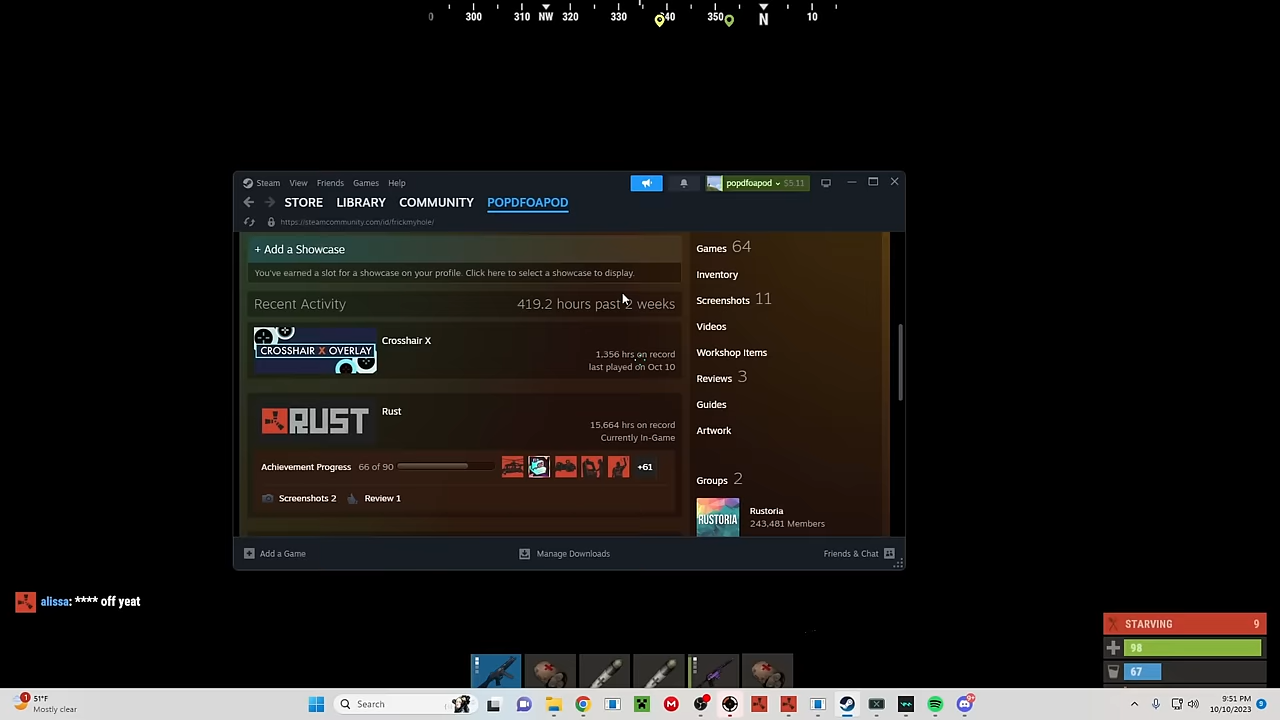 0 300 310 NW 320 330 340 350 N 10
Steam View Friends Games Help popdfoapod $5.11
STORE LIBRARY COMMUNITY POPDFOAPOD
https://steamcommunity.com/id/frickmyhole/
+ Add a Showcase
You've earned a slot for a showcase on your profile. Click here to select a showcase to display.
Recent Activity 419.2 hours past 2 weeks
CROSSHAIR X OVERLAY
Crosshair X
1,356 hrs on record
last played on Oct 10
RUST
Rust
15,664 hrs on record
Currently In-Game
Achievement Progress 66 of 90 +61
Screenshots 2 Review 1
Games 64
Inventory
Screenshots 11
Videos
Workshop Items
Reviews 3
Guides
Artwork
Groups 2
RUSTORIA
Rustoria
243,481 Members
Add a Game Manage Downloads Friends & Chat
alissa: **** off yeat
STARVING 9
98
67
1
51°F
Mostly clear
Search
9:51 PM
10/10/2023